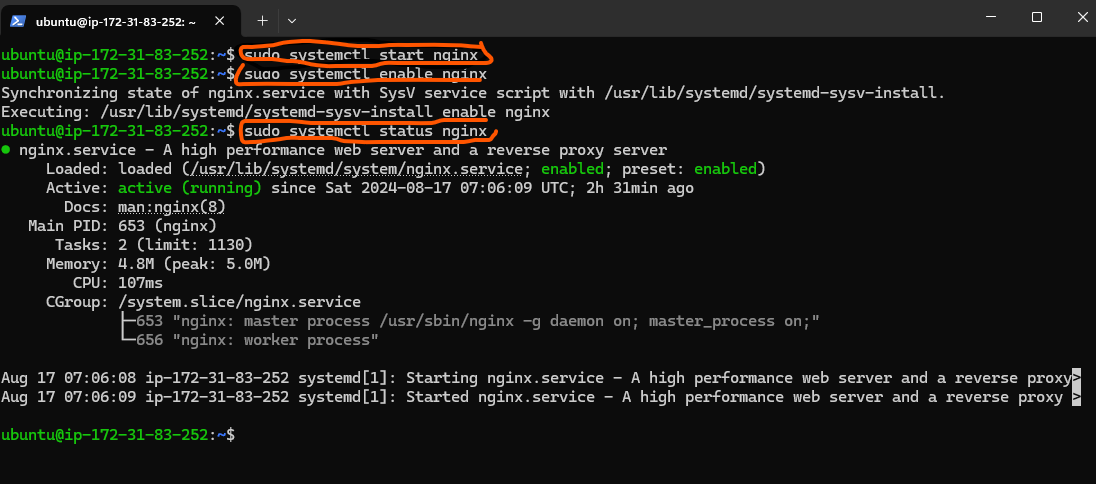 ubuntu@ip-172-31-83-252: ~
ubuntu@ip-172-31-83-252:~$ sudo systemctl start nginx
ubuntu@ip-172-31-83-252:~$ sudo systemctl enable nginx
Synchronizing state of nginx.service with SysV service script with /usr/lib/systemd/systemd-sysv-install.
Executing: /usr/lib/systemd/systemd-sysv-install enable nginx
ubuntu@ip-172-31-83-252:~$ sudo systemctl status nginx
● nginx.service - A high performance web server and a reverse proxy server
Loaded: loaded (/usr/lib/systemd/system/nginx.service; enabled; preset: enabled)
Active: active (running) since Sat 2024-08-17 07:06:09 UTC; 2h 31min ago
Docs: man:nginx(8)
Main PID: 653 (nginx)
Tasks: 2 (limit: 1130)
Memory: 4.8M (peak: 5.0M)
CPU: 107ms
CGroup: /system.slice/nginx.service
├─653 "nginx: master process /usr/sbin/nginx -g daemon on; master_process on;"
└─656 "nginx: worker process"
Aug 17 07:06:08 ip-172-31-83-252 systemd[1]: Starting nginx.service - A high performance web server and a reverse proxy>
Aug 17 07:06:09 ip-172-31-83-252 systemd[1]: Started nginx.service - A high performance web server and a reverse proxy >
ubuntu@ip-172-31-83-252:~$